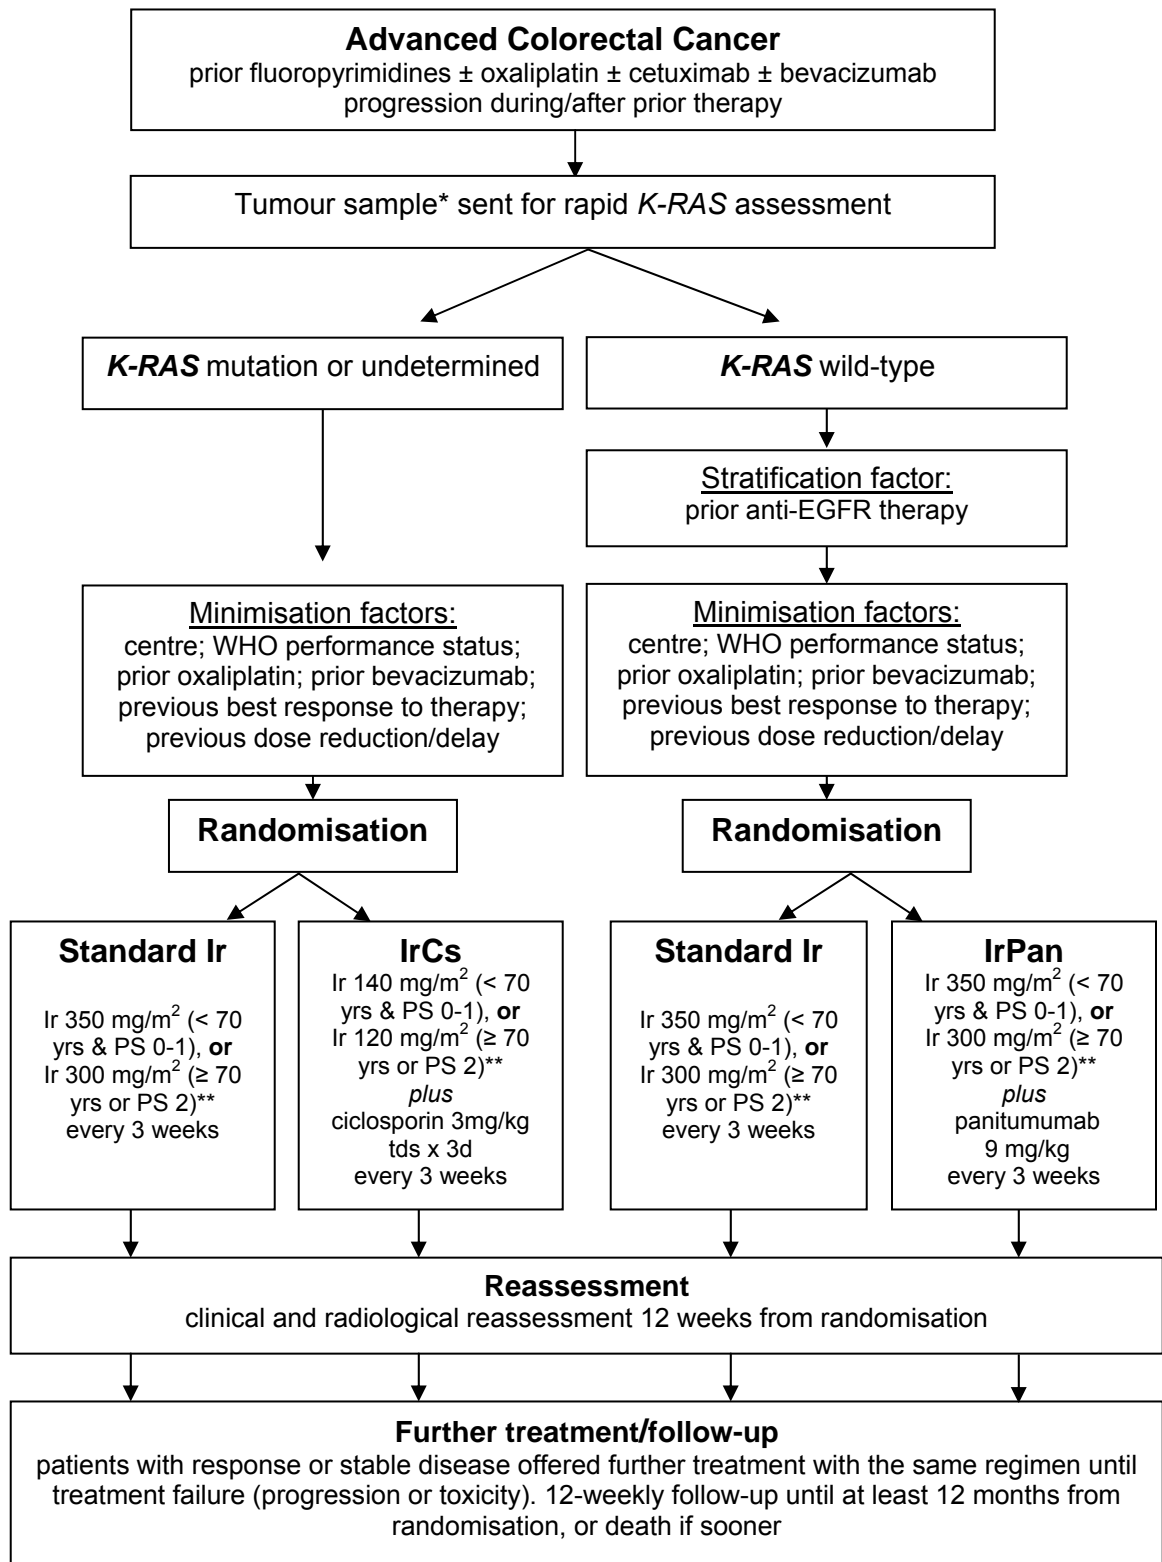 Advanced Colorectal Cancer
prior fluoropyrimidines ± oxaliplatin ± cetuximab ± bevacizumab
progression during/after prior therapy
Tumour sample* sent for rapid K-RAS assessment
K-RAS mutation or undetermined
K-RAS wild-type
Stratification factor:
prior anti-EGFR therapy
Minimisation factors:
centre; WHO performance status;
prior oxaliplatin; prior bevacizumab;
previous best response to therapy;
previous dose reduction/delay
Minimisation factors:
centre; WHO performance status;
prior oxaliplatin; prior bevacizumab;
previous best response to therapy;
previous dose reduction/delay
Randomisation
Randomisation
Standard Ir
Ir 350 mg/m² (< 70
yrs & PS 0-1), or
Ir 300 mg/m² (≥ 70
yrs or PS 2)**
every 3 weeks
IrCs
Ir 140 mg/m² (< 70
yrs & PS 0-1), or
Ir 120 mg/m² (≥ 70
yrs or PS 2)**
plus
ciclosporin 3mg/kg
tds x 3d
every 3 weeks
Standard Ir
Ir 350 mg/m² (< 70
yrs & PS 0-1), or
Ir 300 mg/m² (≥ 70
yrs or PS 2)**
every 3 weeks
IrPan
Ir 350 mg/m² (< 70
yrs & PS 0-1), or
Ir 300 mg/m² (≥ 70
yrs or PS 2)**
plus
panitumumab
9 mg/kg
every 3 weeks
Reassessment
clinical and radiological reassessment 12 weeks from randomisation
Further treatment/follow-up
patients with response or stable disease offered further treatment with the same regimen until
treatment failure (progression or toxicity). 12-weekly follow-up until at least 12 months from
randomisation, or death if sooner